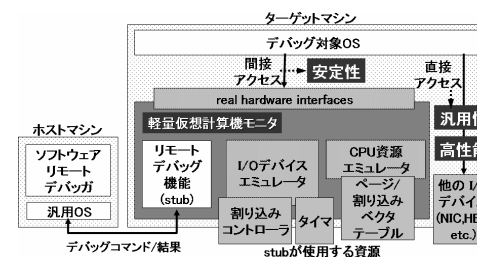 ターゲットマシン
デバッグ対象OS
間接
アクセス
安定性
直接
アクセス
real hardware interfaces
汎用
軽量仮想計算機モニタ
高性
ホストマシン
ソフトウェア
リモート
デバッガ
汎用OS
リモート
デバッグ
機能
(stub)
I/Oデバイス
エミュレータ
CPU資源
エミュレータ
割り込み
コントローラ
タイマ
ページ/
割り込み
ベクタ
テーブル
他の I/
デバイ
(NIC,HE
etc.)
デバッグコマンド/結果
stubが使用する資源